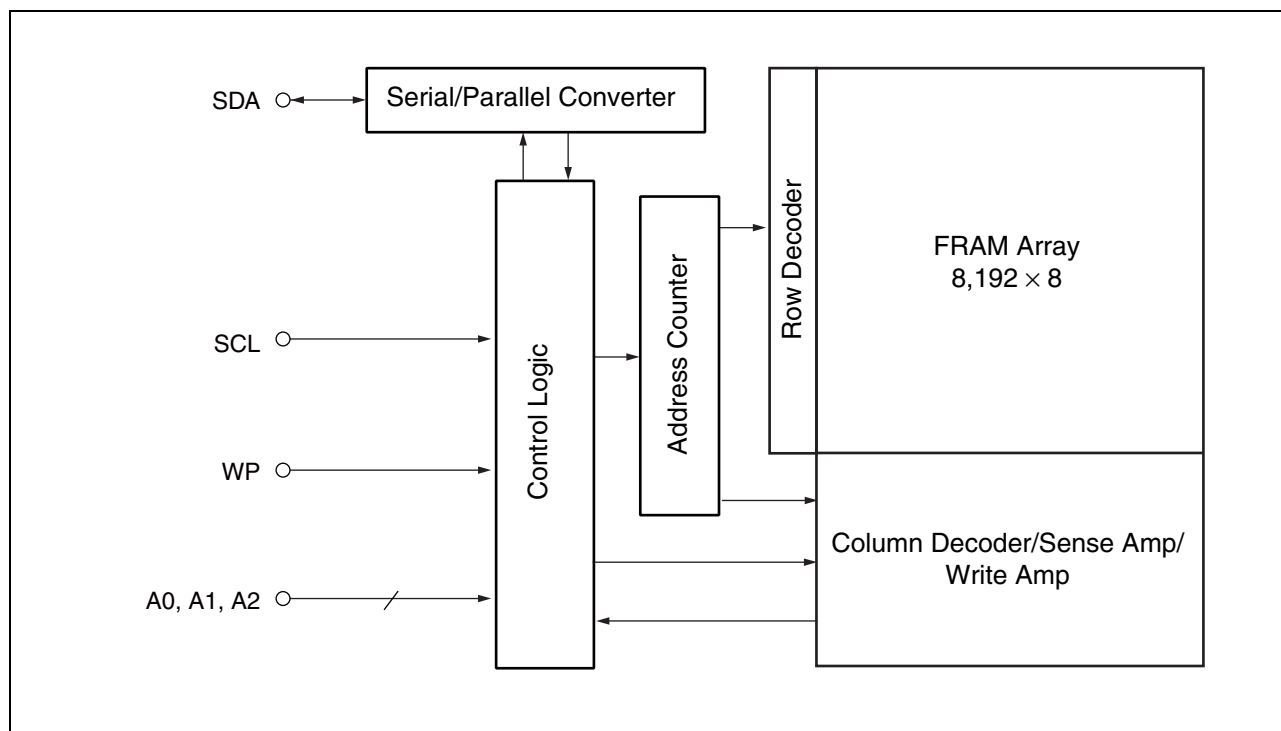 SDA
Serial/Parallel Converter
SCL
WP
A0, A1, A2
Control Logic
Address Counter
Row Decoder
FRAM Array
8,192 × 8
Column Decoder/Sense Amp/
Write Amp